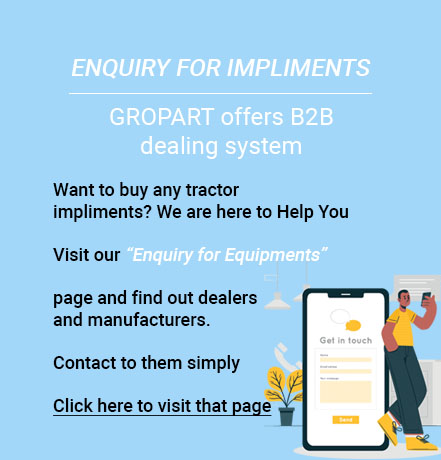 ENQUIRY FOR IMPLIMENTS
GROPART offers B2B
dealing system
Want to buy any tractor
impliments? We are here to Help You
Visit our “Enquiry for Equipments”
page and find out dealers
and manufacturers.
Contact to them simply
Click here to visit that page
Get in touch
Name
Email address
Your message
Send